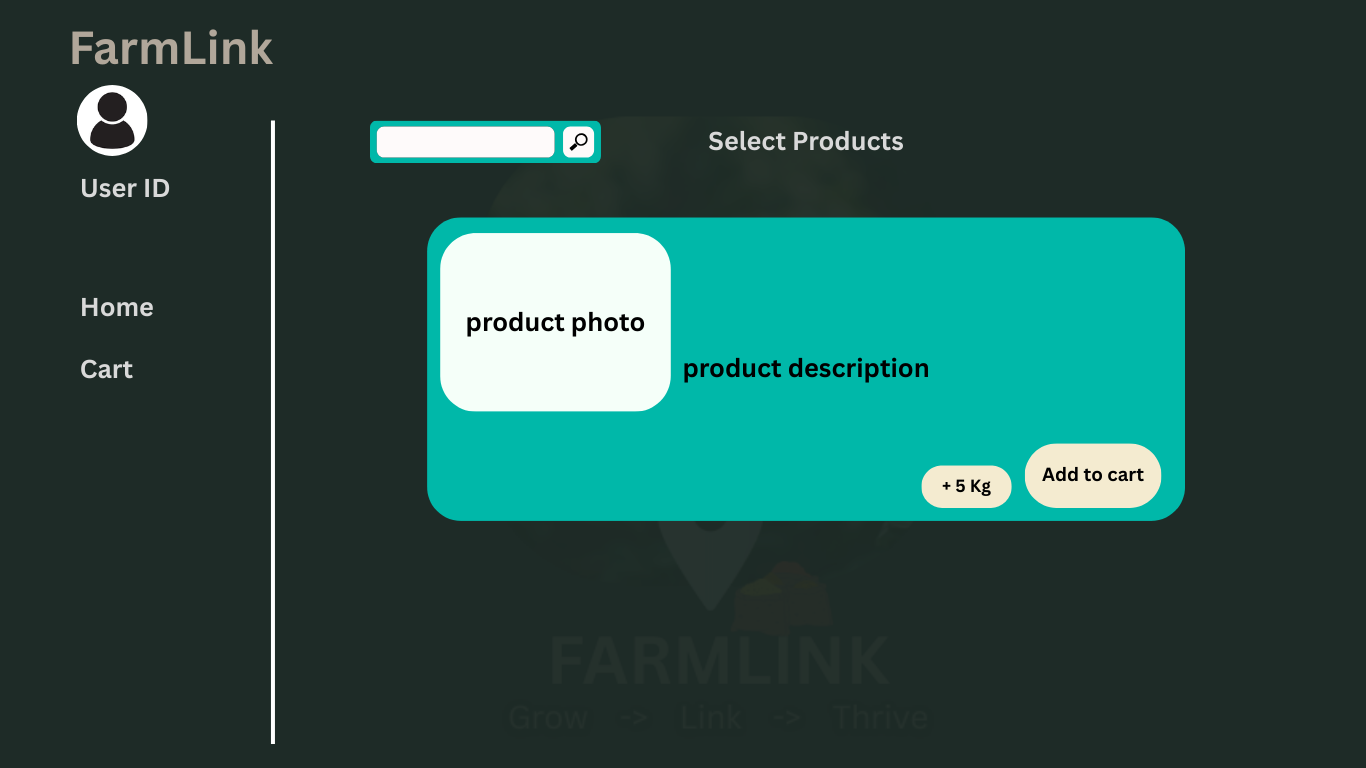 FarmLink
User ID
Home
Cart
Select Products
product photo
product description
+ 5 Kg
Add to cart
FARMLINK
Grow -> Link -> Thrive